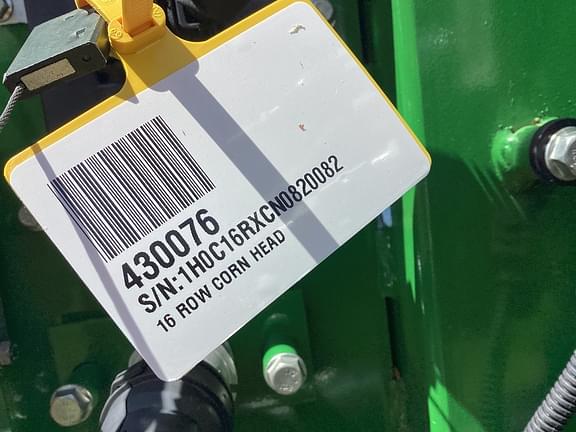 430076
S/N:1H0C16RXCN0820082
16 ROW CORN HEAD